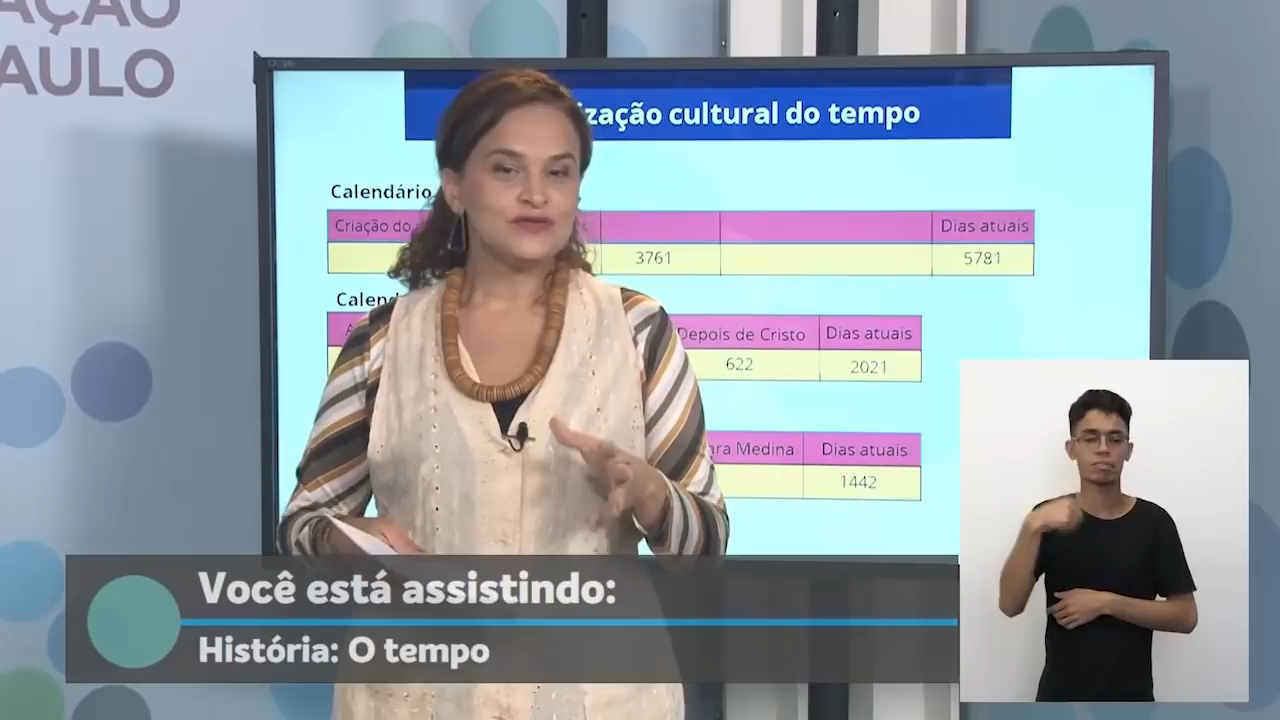 AÇÃO
AULO
zação cultural do tempo
Calendário
Criação do
Dias atuais
3761
5781
Calend
A
Depois de Cristo
Dias atuais
622
2021
ara Medina
Dias atuais
1442
Você está assistindo:
História: O tempo